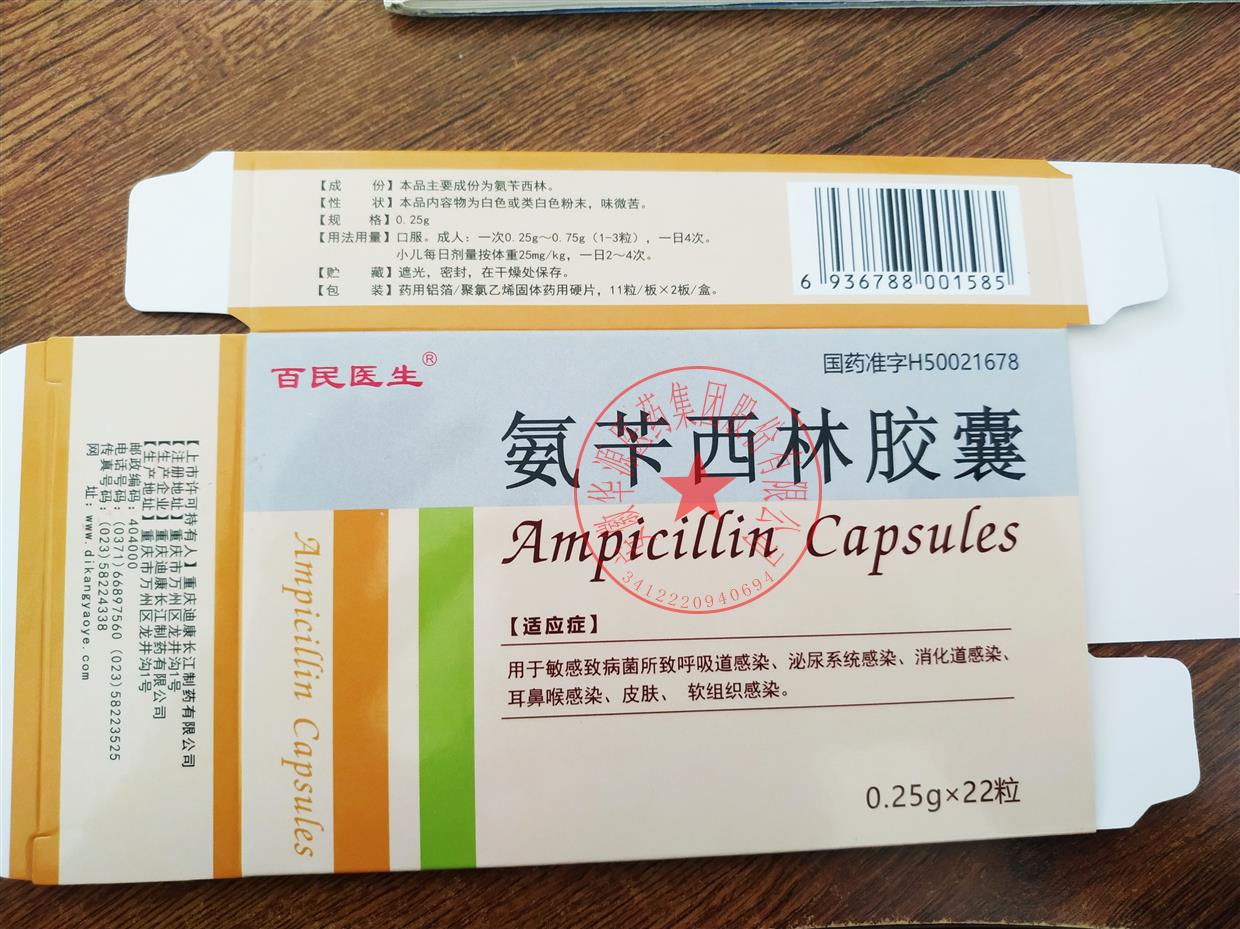 【成　　份】本品主要成份为氨苄西林。
【性　　状】本品内容物为白色或类白色粉末，味微苦。
【规　　格】0.25g
【用法用量】口服。成人：一次0.25g～0.75g（1-3粒），一日4次。
小儿每日剂量按体重25mg/kg，一日2～4次。
【贮　　藏】遮光，密封，在干燥处保存。
【包　　装】药用铝箔/聚氯乙烯固体药用硬片，11粒/板×2板/盒。
6 936788 001585
百民医生®
国药准字H50021678
氨苄西林胶囊
Ampicillin Capsules
【适应症】
用于敏感致病菌所致呼吸道感染、泌尿系统感染、消化道感染、
耳鼻喉感染、皮肤、软组织感染。
0.25g×22粒
Ampicillin Capsules
【上市许可持有人】重庆迪康长江制药有限公司
【注册地址】重庆市万州区龙井沟1号
【生产企业】重庆迪康长江制药有限公司
【生产地址】重庆市万州区龙井沟1号
邮政编码：404000
电话号码：(0371)66897560 (023)58223525
传真号码：(023)58224338
网　　址：www.dikangyaoye.com
安徽华源医药集团股份有限公司
3412220940694